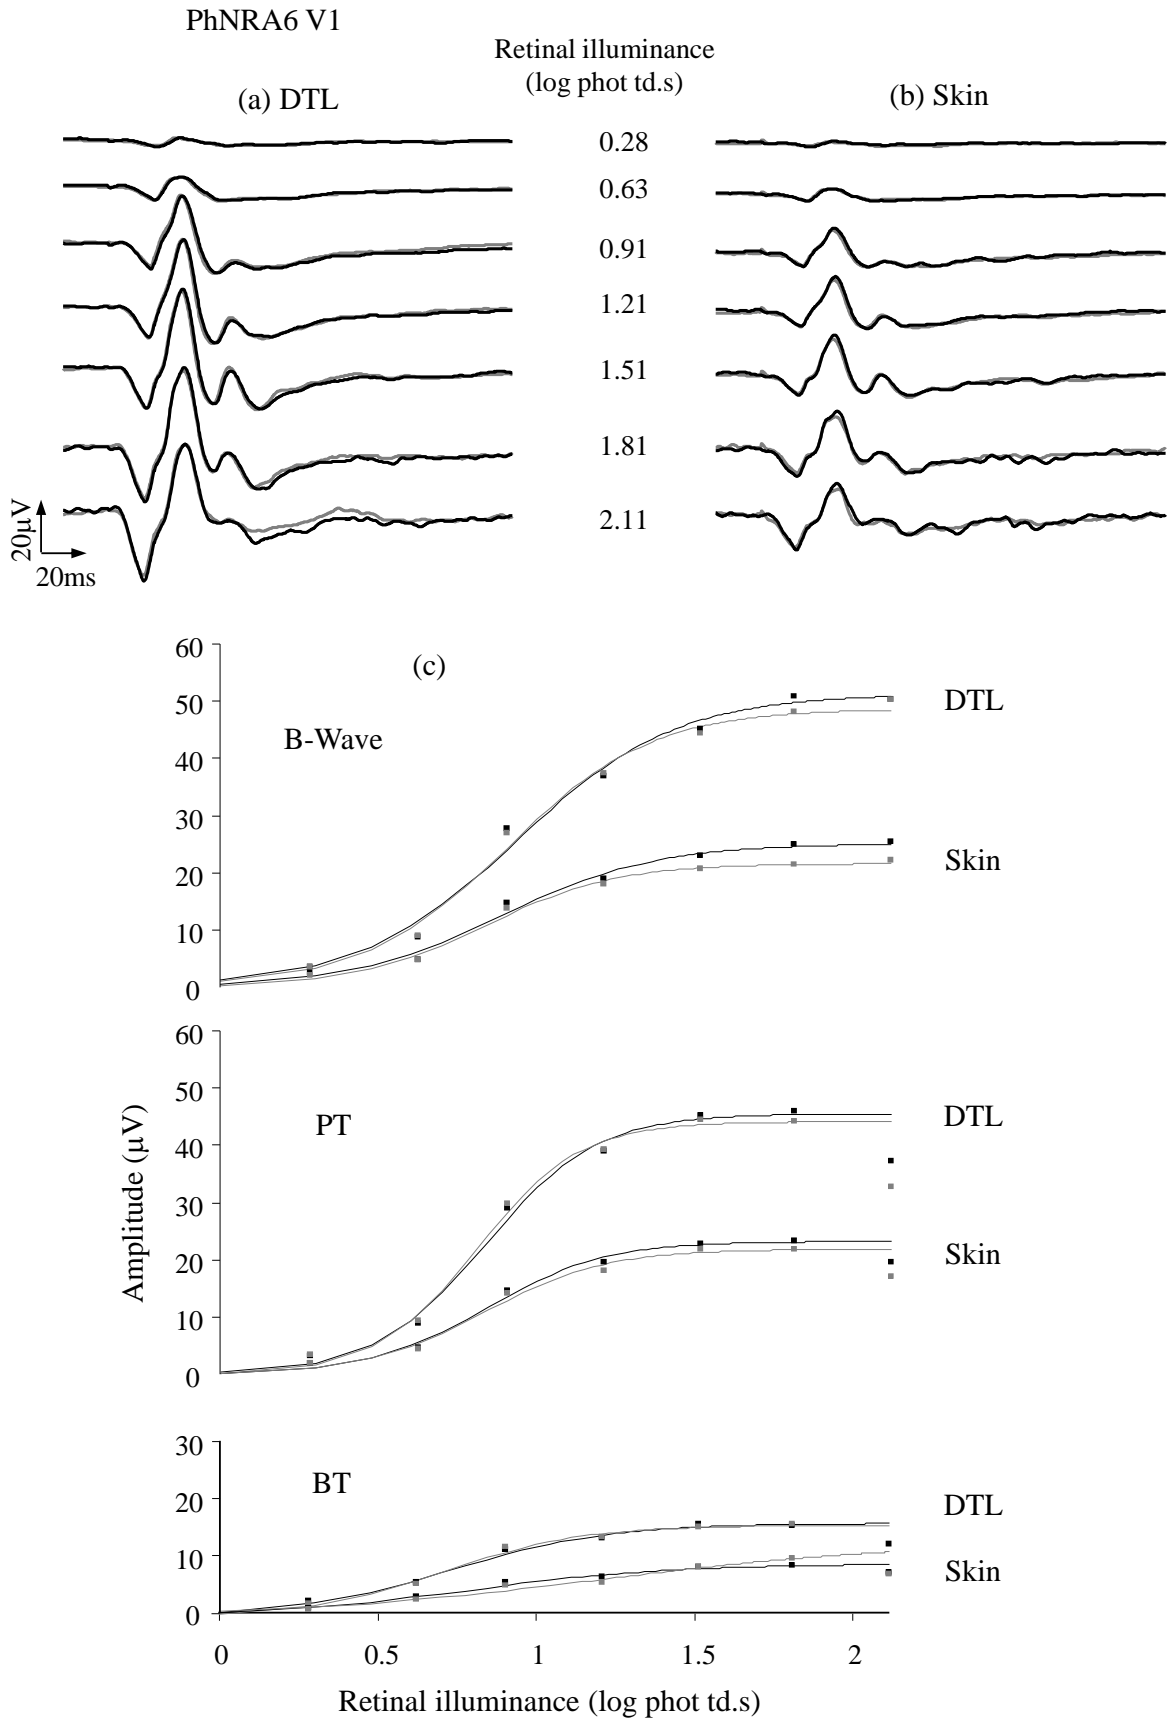 PhNRA6 V1
Retinal illuminance
(log phot td.s)
(a) DTL
(b) Skin
0.28
0.63
0.91
1.21
1.51
1.81
2.11
20μV
20ms
(c)
60
50
40
30
20
10
0
B-Wave
DTL
Skin
Amplitude (μV)
60
50
40
30
20
10
0
PT
DTL
Skin
30
20
10
0
BT
DTL
Skin
0
0.5
1
1.5
2
Retinal illuminance (log phot td.s)